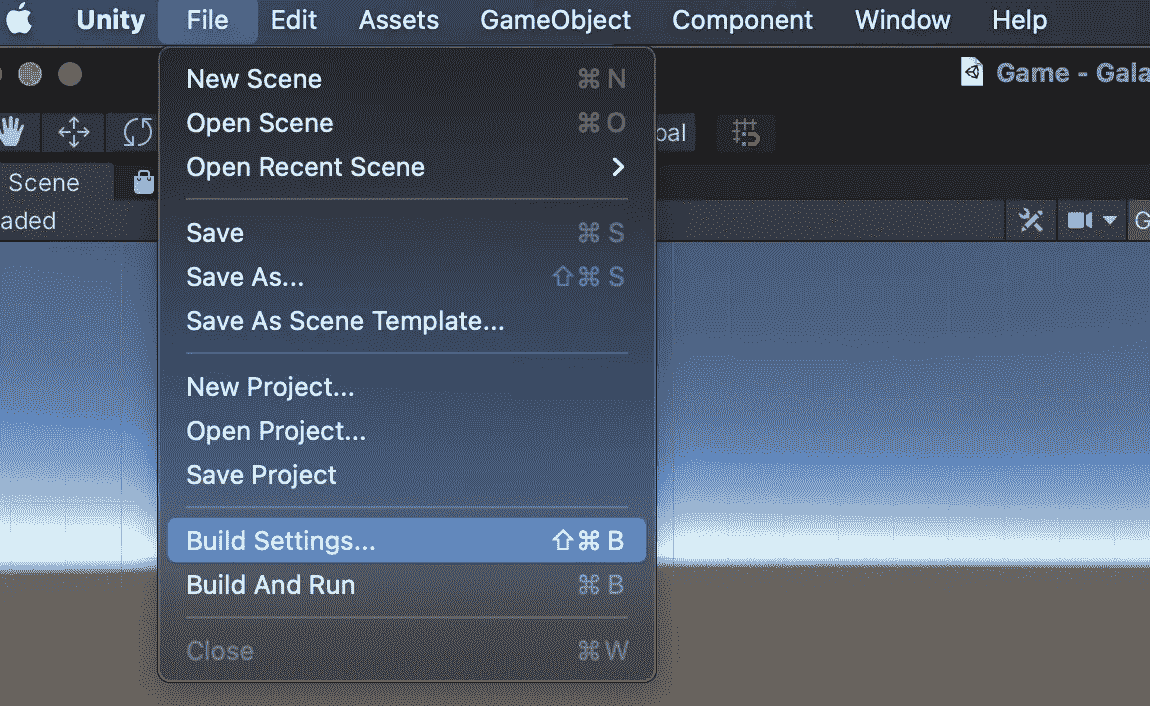 Unity File Edit Assets GameObject Component Window Help
Game - Gala
New Scene ⌘ N
Open Scene ⌘ O
bal
Open Recent Scene
Scene
aded
G
Save ⌘ S
Save As... ⇧⌘ S
Save As Scene Template...
New Project...
Open Project...
Save Project
Build Settings... ⇧⌘ B
Build And Run ⌘ B
Close ⌘ W